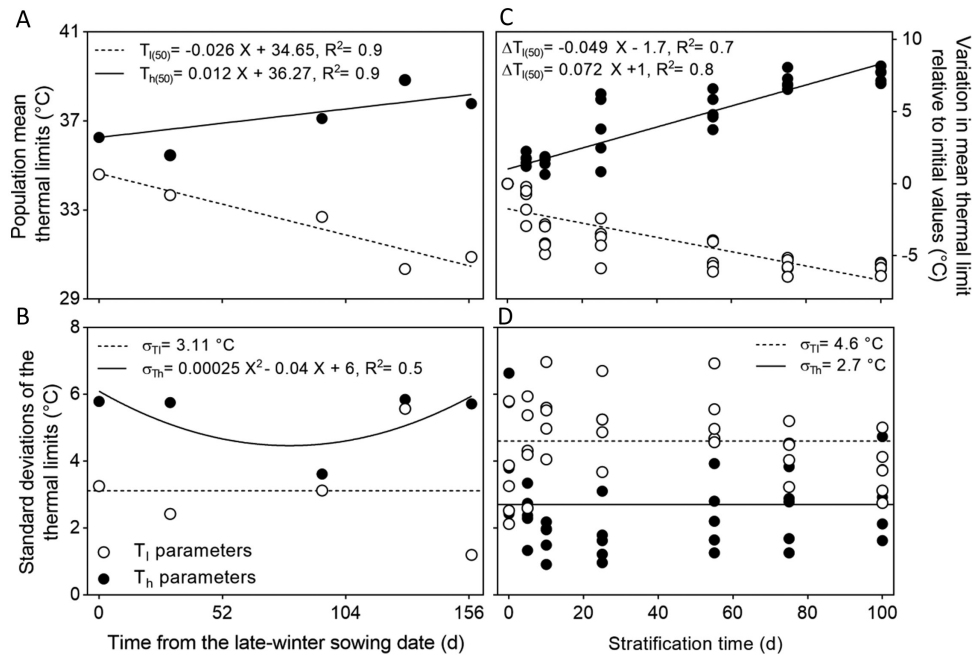 A
41
37
33
29
Population mean
thermal limits (°C)
Tl(50)= -0.026 X + 34.65, R²= 0.9
Th(50)= 0.012 X + 36.27, R²= 0.9
C
ΔTl(50)= -0.049 X - 1.7, R²= 0.7
ΔTl(50)= 0.072 X +1, R²= 0.8
10
5
0
-5
Variation in mean thermal limit
relative to initial values (°C)
B
8
6
4
2
0
Standard deviations of the
thermal limits (°C)
σTl= 3.11 °C
σTh= 0.00025 X²- 0.04 X + 6, R²= 0.5
Tl parameters
Th parameters
0 52 104 156
Time from the late-winter sowing date (d)
D
σTl= 4.6 °C
σTh= 2.7 °C
0 20 40 60 80 100
Stratification time (d)